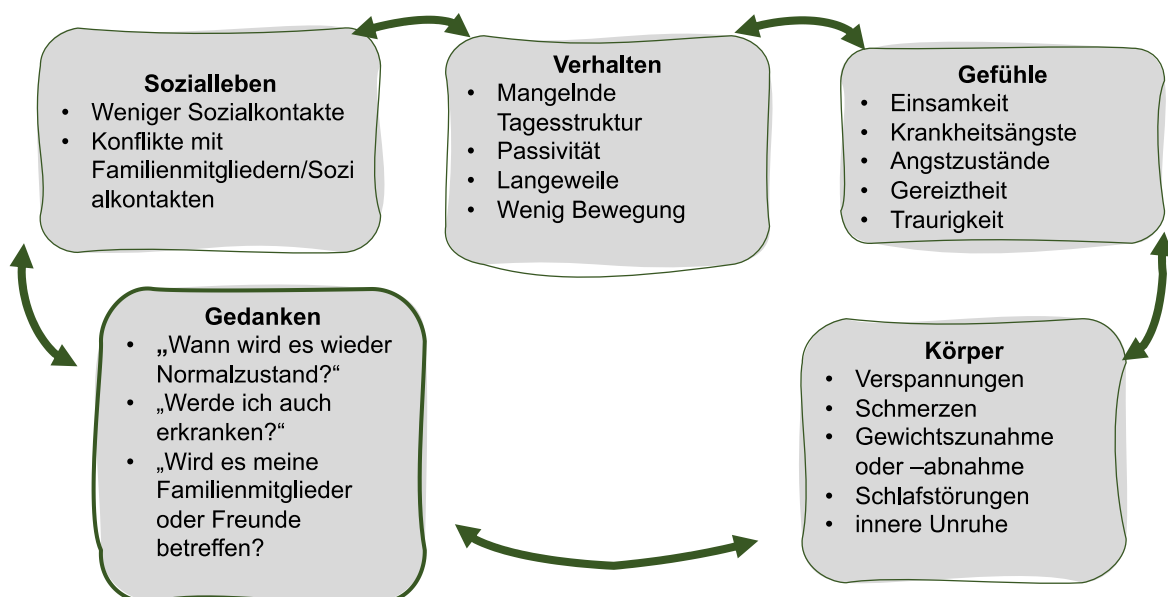 Sozialleben
• Weniger Sozialkontakte
• Konflikte mit
Familienmitgliedern/Sozi
alkontakten
Verhalten
• Mangelnde
Tagesstruktur
• Passivität
• Langeweile
• Wenig Bewegung
Gefühle
• Einsamkeit
• Krankheitsängste
• Angstzustände
• Gereiztheit
• Traurigkeit
Gedanken
• „Wann wird es wieder
Normalzustand?“
• „Werde ich auch
erkranken?“
• „Wird es meine
Familienmitglieder
oder Freunde
betreffen?
Körper
• Verspannungen
• Schmerzen
• Gewichtszunahme
oder –abnahme
• Schlafstörungen
• innere Unruhe